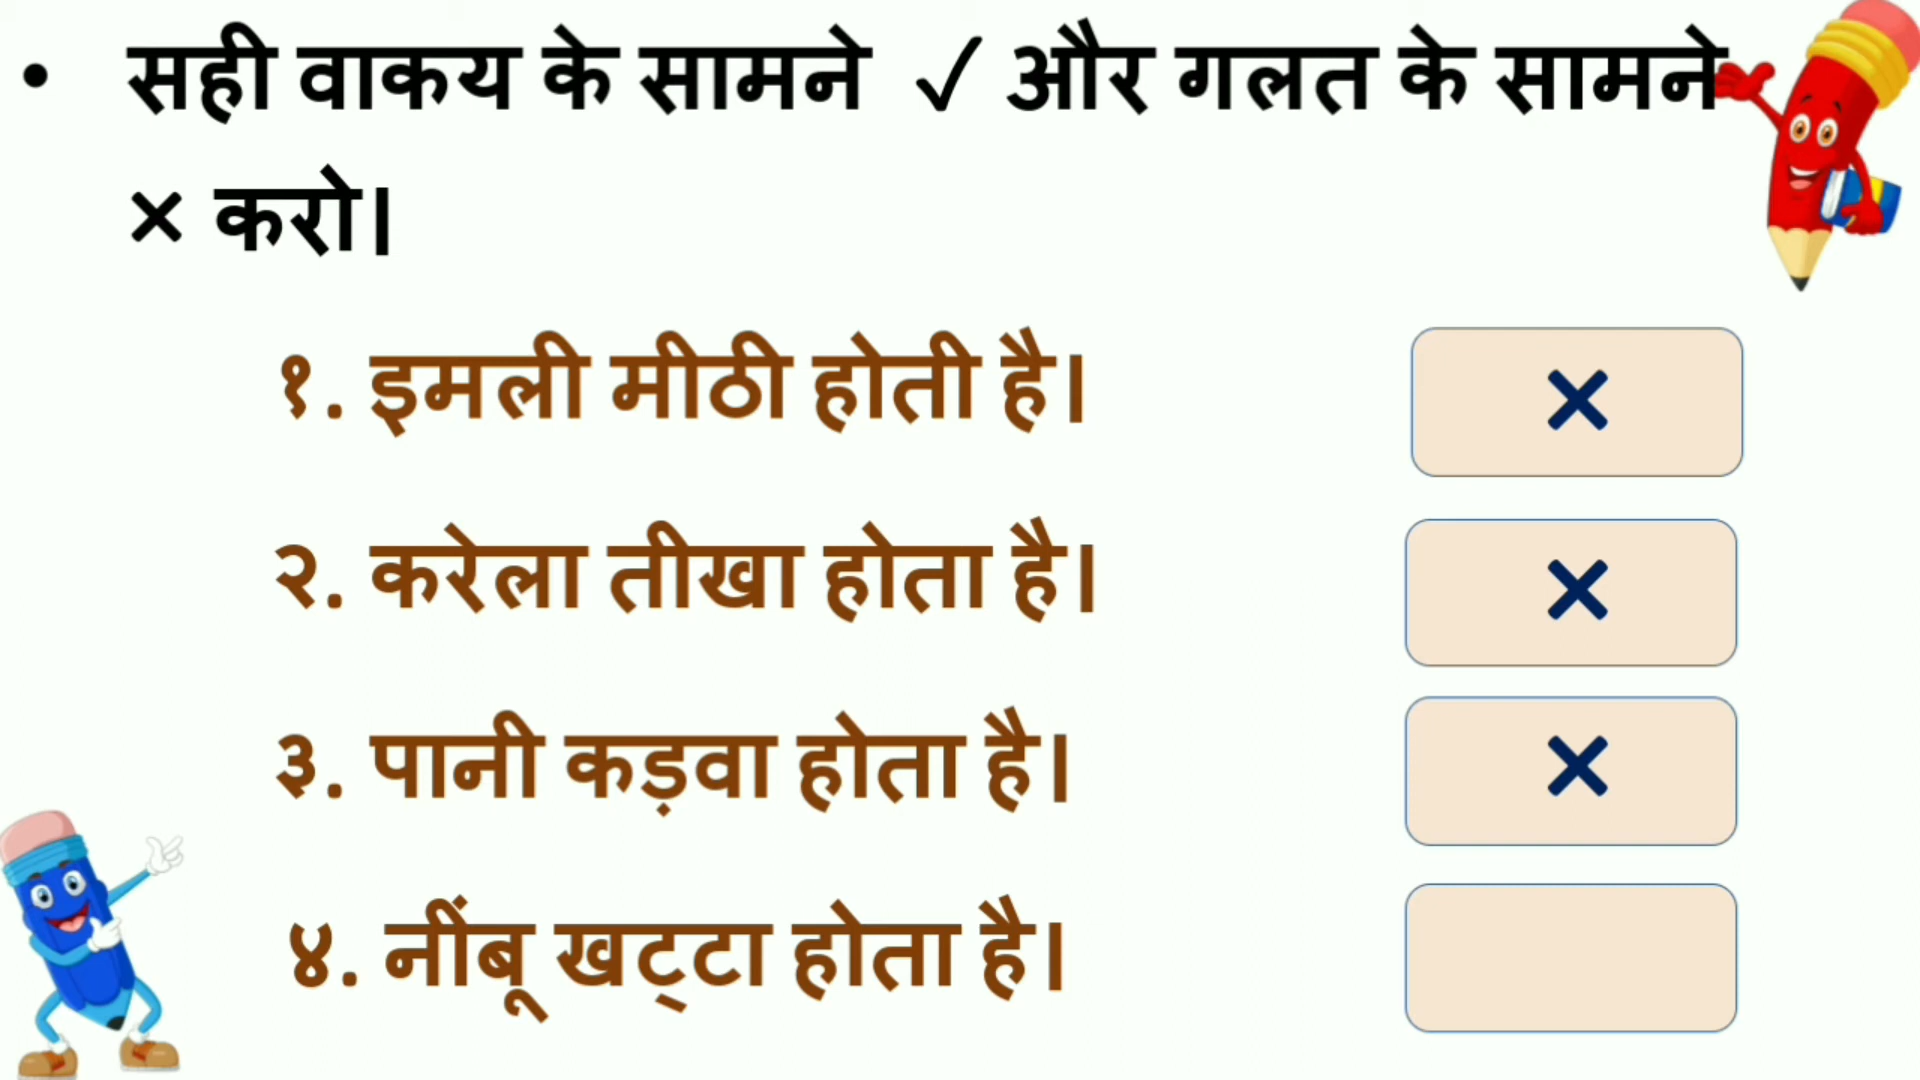 • सही वाकय के सामने ✓ और गलत के सामने
× करो।
१. इमली मीठी होती है। ×
२. करेला तीखा होता है। ×
३. पानी कड़वा होता है। ×
४. नींबू खट्‌टा होता है।